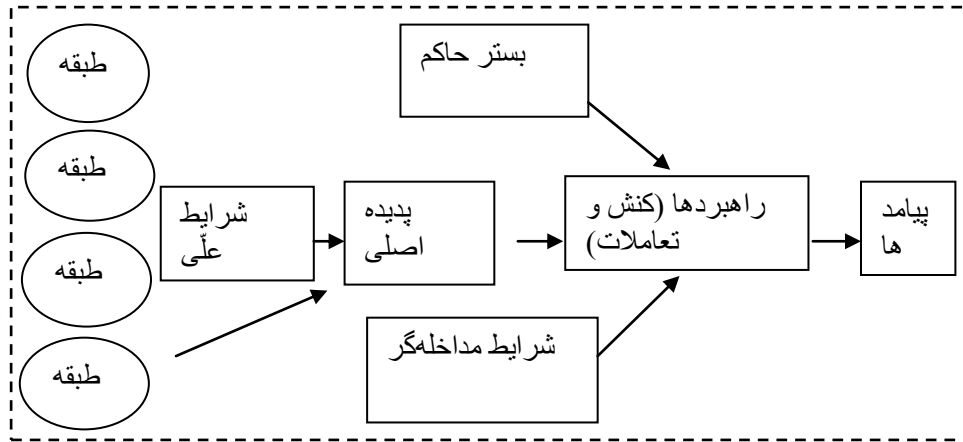 طبقه
طبقه
طبقه
طبقه
بستر حاکم
شرایط
علّی
پدیده
اصلی
راهبردها (کنش و
تعاملات)
پیامد
ها
شرایط مداخله‌گر